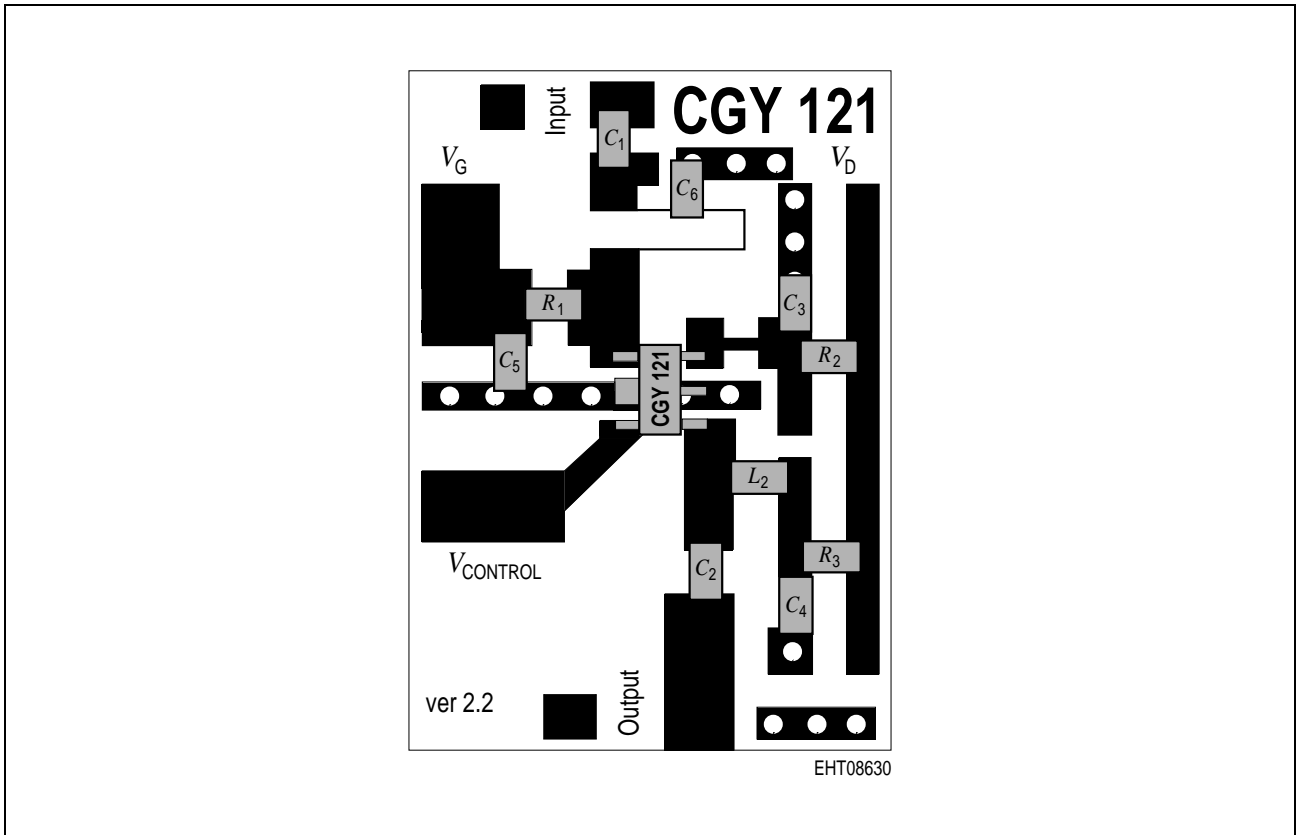 Input
CGY 121
C1
VG
VD
C6
C3
R1
R2
C5
CGY 121
L2
VCONTROL
C2
R3
C4
ver 2.2
Output
EHT08630